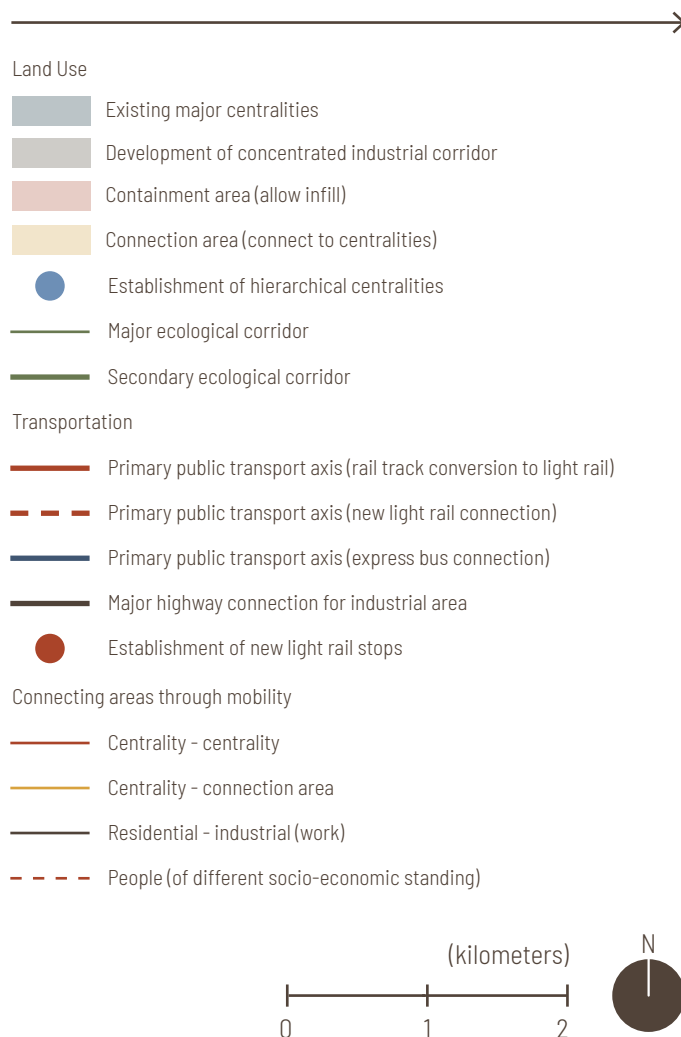 Land Use
Existing major centralities
Development of concentrated industrial corridor
Containment area (allow infill)
Connection area (connect to centralities)
Establishment of hierarchical centralities
Major ecological corridor
Secondary ecological corridor
Transportation
Primary public transport axis (rail track conversion to light rail)
Primary public transport axis (new light rail connection)
Primary public transport axis (express bus connection)
Major highway connection for industrial area
Establishment of new light rail stops
Connecting areas through mobility
Centrality - centrality
Centrality - connection area
Residential - industrial (work)
People (of different socio-economic standing)
(kilometers) N
0 1 2